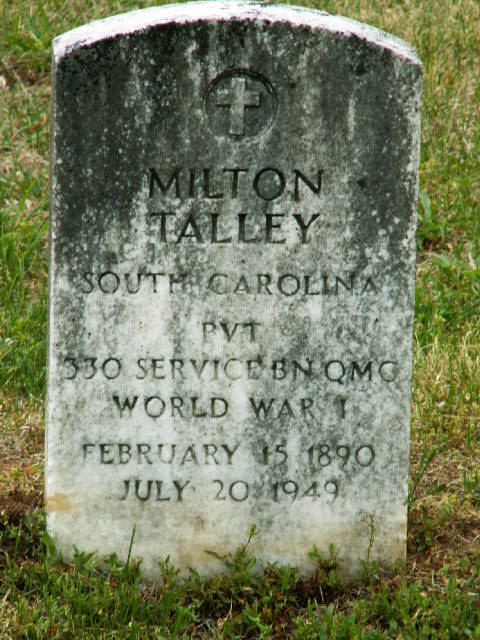 MILTON
TALLEY
SOUTH CAROLINA
PVT
330 SERVICE BN QMC
WORLD WAR I
FEBRUARY 15 1890
JULY 20 1949